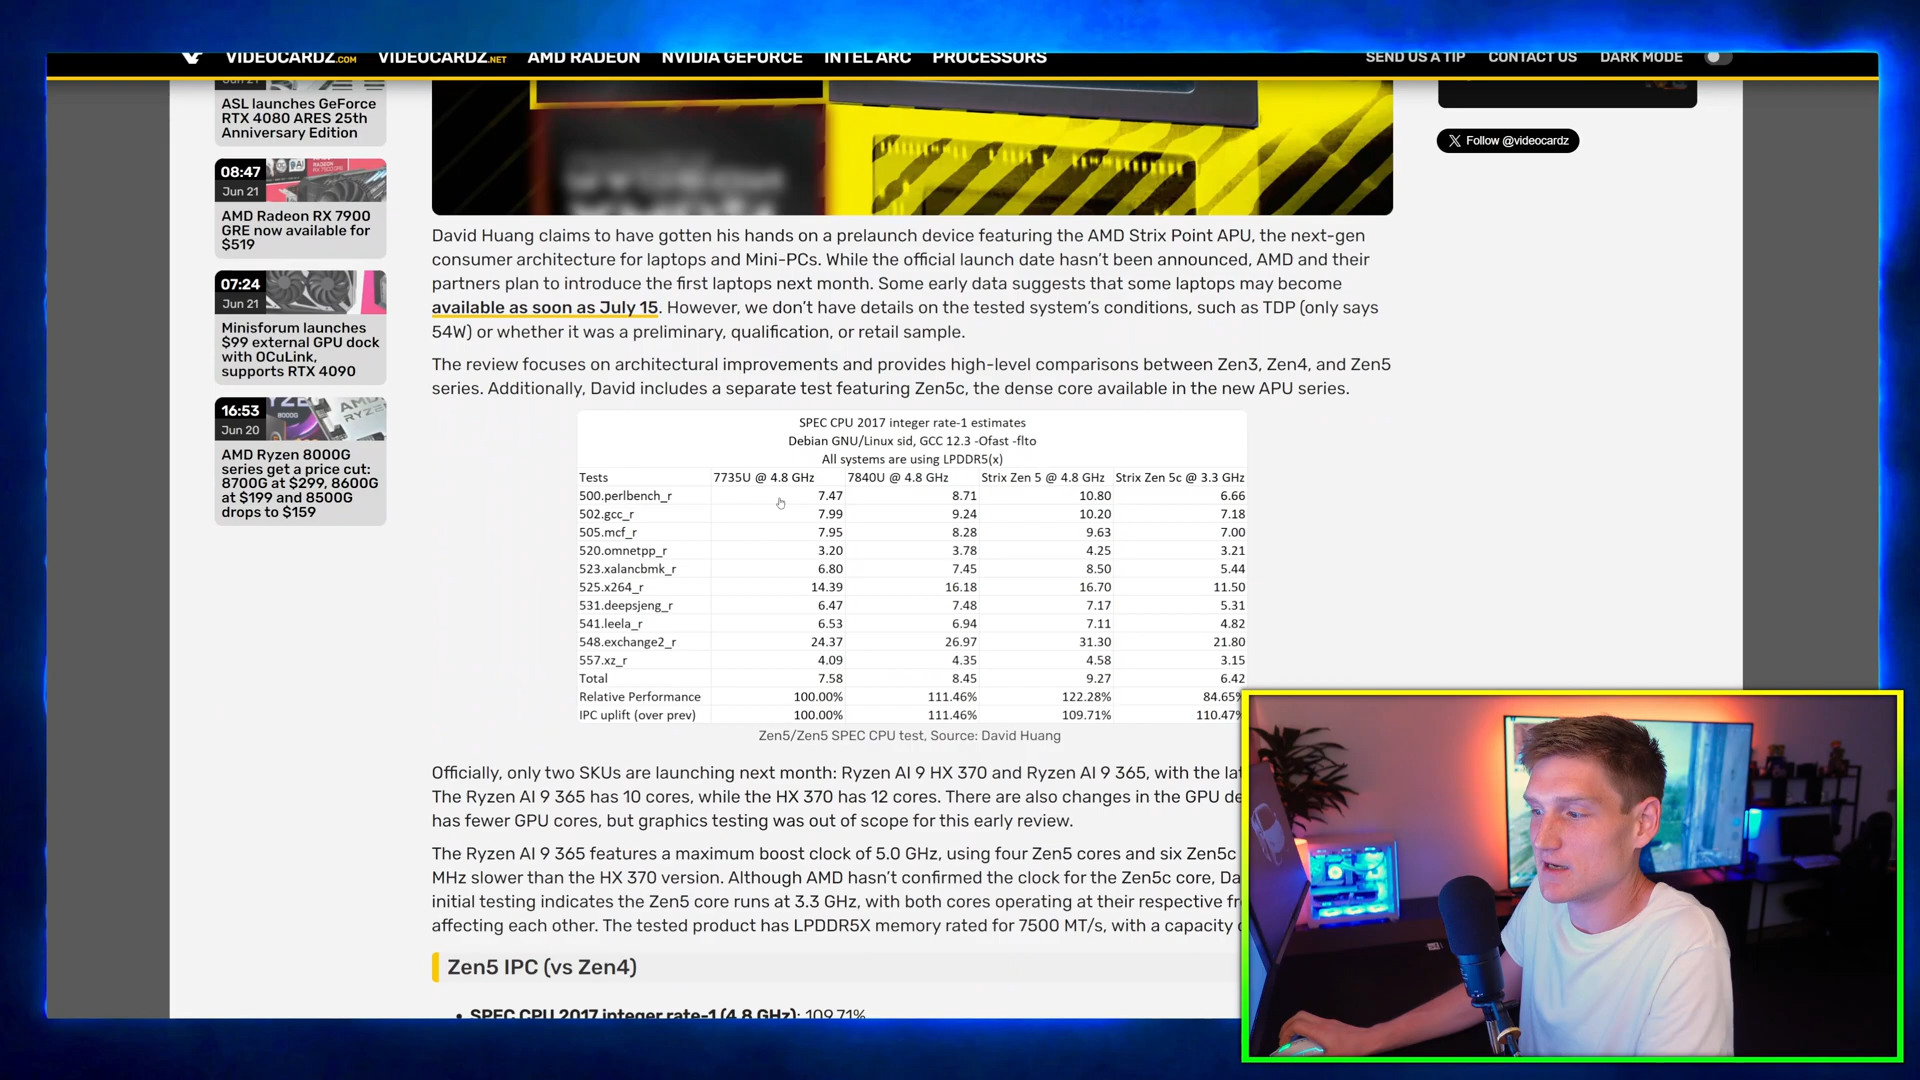 VIDEOCARDZ.COM VIDEOCARDZ.NET AMD RADEON NVIDIA GEFORCE INTEL ARC PROCESSORS SEND US A TIP CONTACT US DARK MODE
Jun 21
ASL launches GeForce
RTX 4080 ARES 25th
Anniversary Edition
08:47
Jun 21
AMD Radeon RX 7900
GRE now available for
$519
07:24
Jun 21
Minisforum launches
$99 external GPU dock
with OCuLink,
supports RTX 4090
16:53
Jun 20
AMD Ryzen 8000G
series get a price cut:
8700G at $299, 8600G
at $199 and 8500G
drops to $159
Follow @videocardz
David Huang claims to have gotten his hands on a prelaunch device featuring the AMD Strix Point APU, the next-gen
consumer architecture for laptops and Mini-PCs. While the official launch date hasn't been announced, AMD and their
partners plan to introduce the first laptops next month. Some early data suggests that some laptops may become
available as soon as July 15. However, we don't have details on the tested system's conditions, such as TDP (only says
54W) or whether it was a preliminary, qualification, or retail sample.
The review focuses on architectural improvements and provides high-level comparisons between Zen3, Zen4, and Zen5
series. Additionally, David includes a separate test featuring Zen5c, the dense core available in the new APU series.
SPEC CPU 2017 integer rate-1 estimates
Debian GNU/Linux sid, GCC 12.3 -Ofast -flto
All systems are using LPDDR5(x)
Tests 7735U @ 4.8 GHz 7840U @ 4.8 GHz Strix Zen 5 @ 4.8 GHz Strix Zen 5c @ 3.3 GHz
500.perlbench_r 7.47 8.71 10.80 6.66
502.gcc_r 7.99 9.24 10.20 7.18
505.mcf_r 7.95 8.28 9.63 7.00
520.omnetpp_r 3.20 3.78 4.25 3.21
523.xalancbmk_r 6.80 7.45 8.50 5.44
525.x264_r 14.39 16.18 16.70 11.50
531.deepsjeng_r 6.47 7.48 7.17 5.31
541.leela_r 6.53 6.94 7.11 4.82
548.exchange2_r 24.37 26.97 31.30 21.80
557.xz_r 4.09 4.35 4.58 3.15
Total 7.58 8.45 9.27 6.42
Relative Performance 100.00% 111.46% 122.28% 84.65%
IPC uplift (over prev) 100.00% 111.46% 109.71% 110.47%
Zen5/Zen5 SPEC CPU test, Source: David Huang
Officially, only two SKUs are launching next month: Ryzen AI 9 HX 370 and Ryzen AI 9 365, with the
The Ryzen AI 9 365 has 10 cores, while the HX 370 has 12 cores. There are also changes in the GPU
has fewer GPU cores, but graphics testing was out of scope for this early review.
The Ryzen AI 9 365 features a maximum boost clock of 5.0 GHz, using four Zen5 cores and six Zen5c
MHz slower than the HX 370 version. Although AMD hasn't confirmed the clock for the Zen5c core,
initial testing indicates the Zen5 core runs at 3.3 GHz, with both cores operating at their respective
affecting each other. The tested product has LPDDR5X memory rated for 7500 MT/s, with a capacity
Zen5 IPC (vs Zen4)
• SPEC CPU 2017 integer rate-1 (4.8 GHz): 109.71%